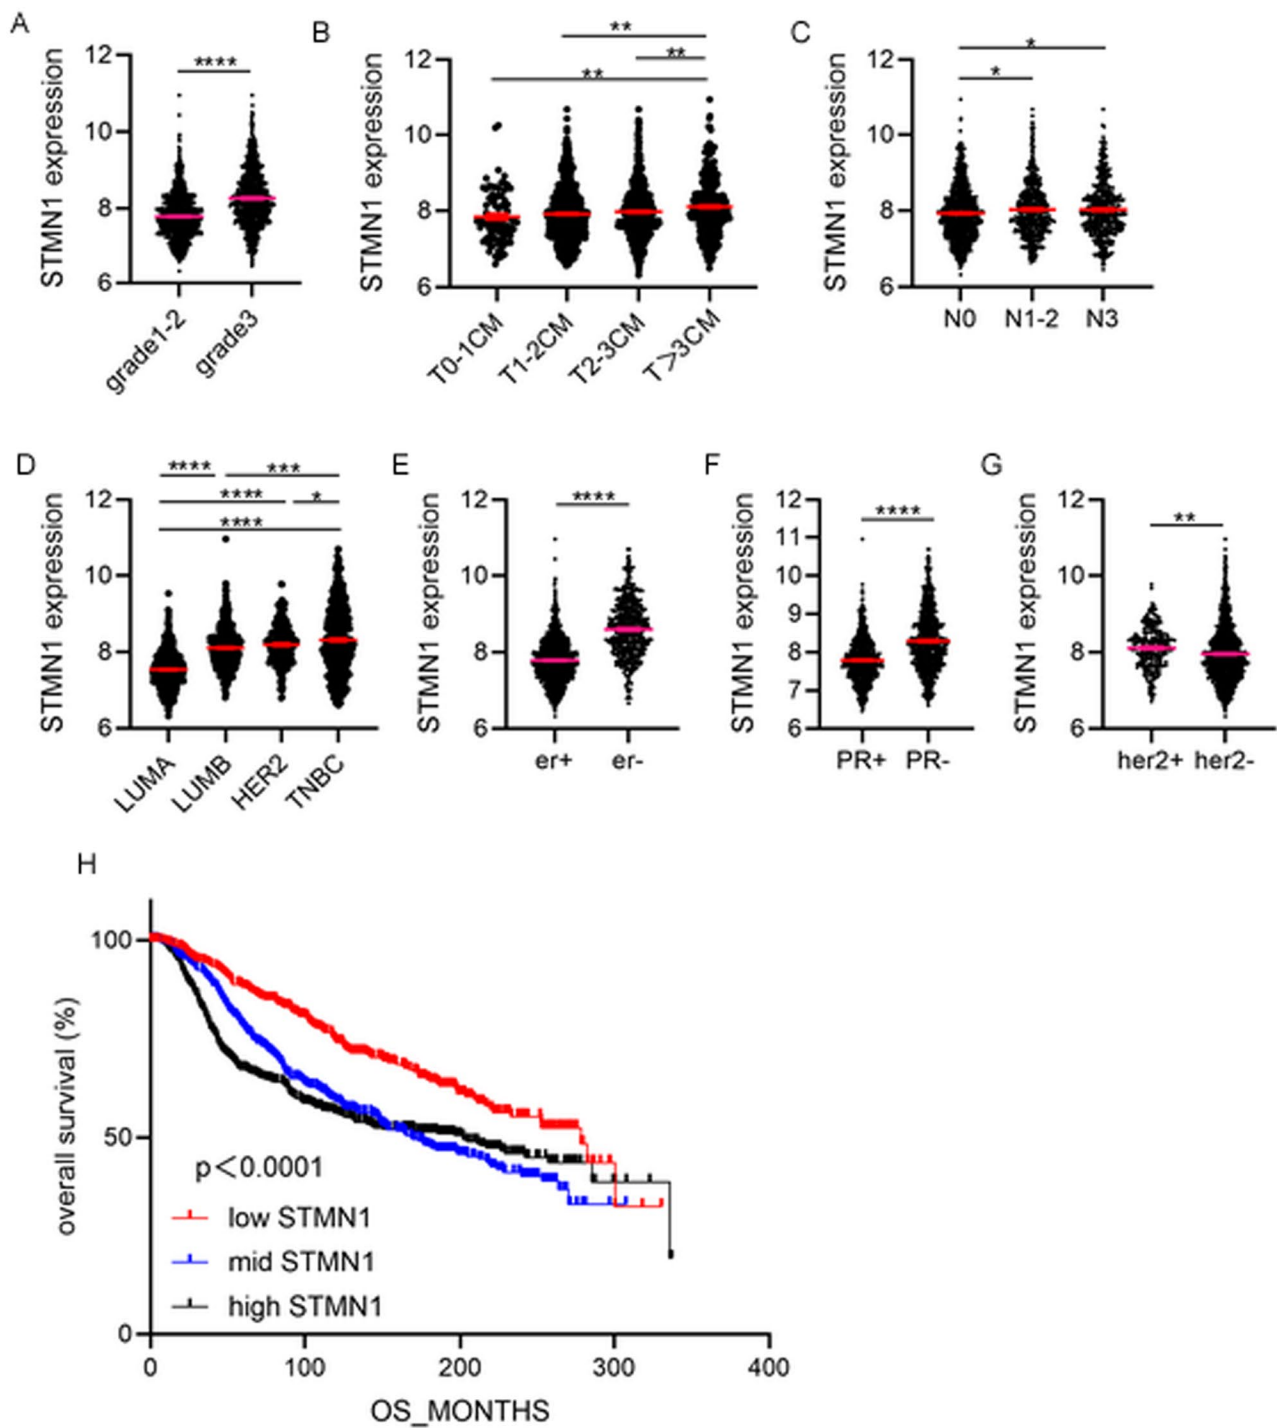 A
STMN1 expression
12
10
8
6
****
grade1-2
grade3
B
STMN1 expression
12
10
8
6
**
**
**
T0-1CM
T1-2CM
T2-3CM
T>3CM
C
STMN1 expression
12
10
8
6
*
*
N0
N1-2
N3
D
STMN1 expression
12
10
8
6
**** ***
**** *
****
LUMA
LUMB
HER2
TNBC
E
STMN1 expression
12
10
8
6
****
er+
er-
F
STMN1 expression
12
11
10
9
8
7
6
****
PR+
PR-
G
STMN1 expression
12
10
8
6
**
her2+
her2-
H
overall survival (%)
100
50
0
p<0.0001
low STMN1
mid STMN1
high STMN1
0 100 200 300 400
OS_MONTHS